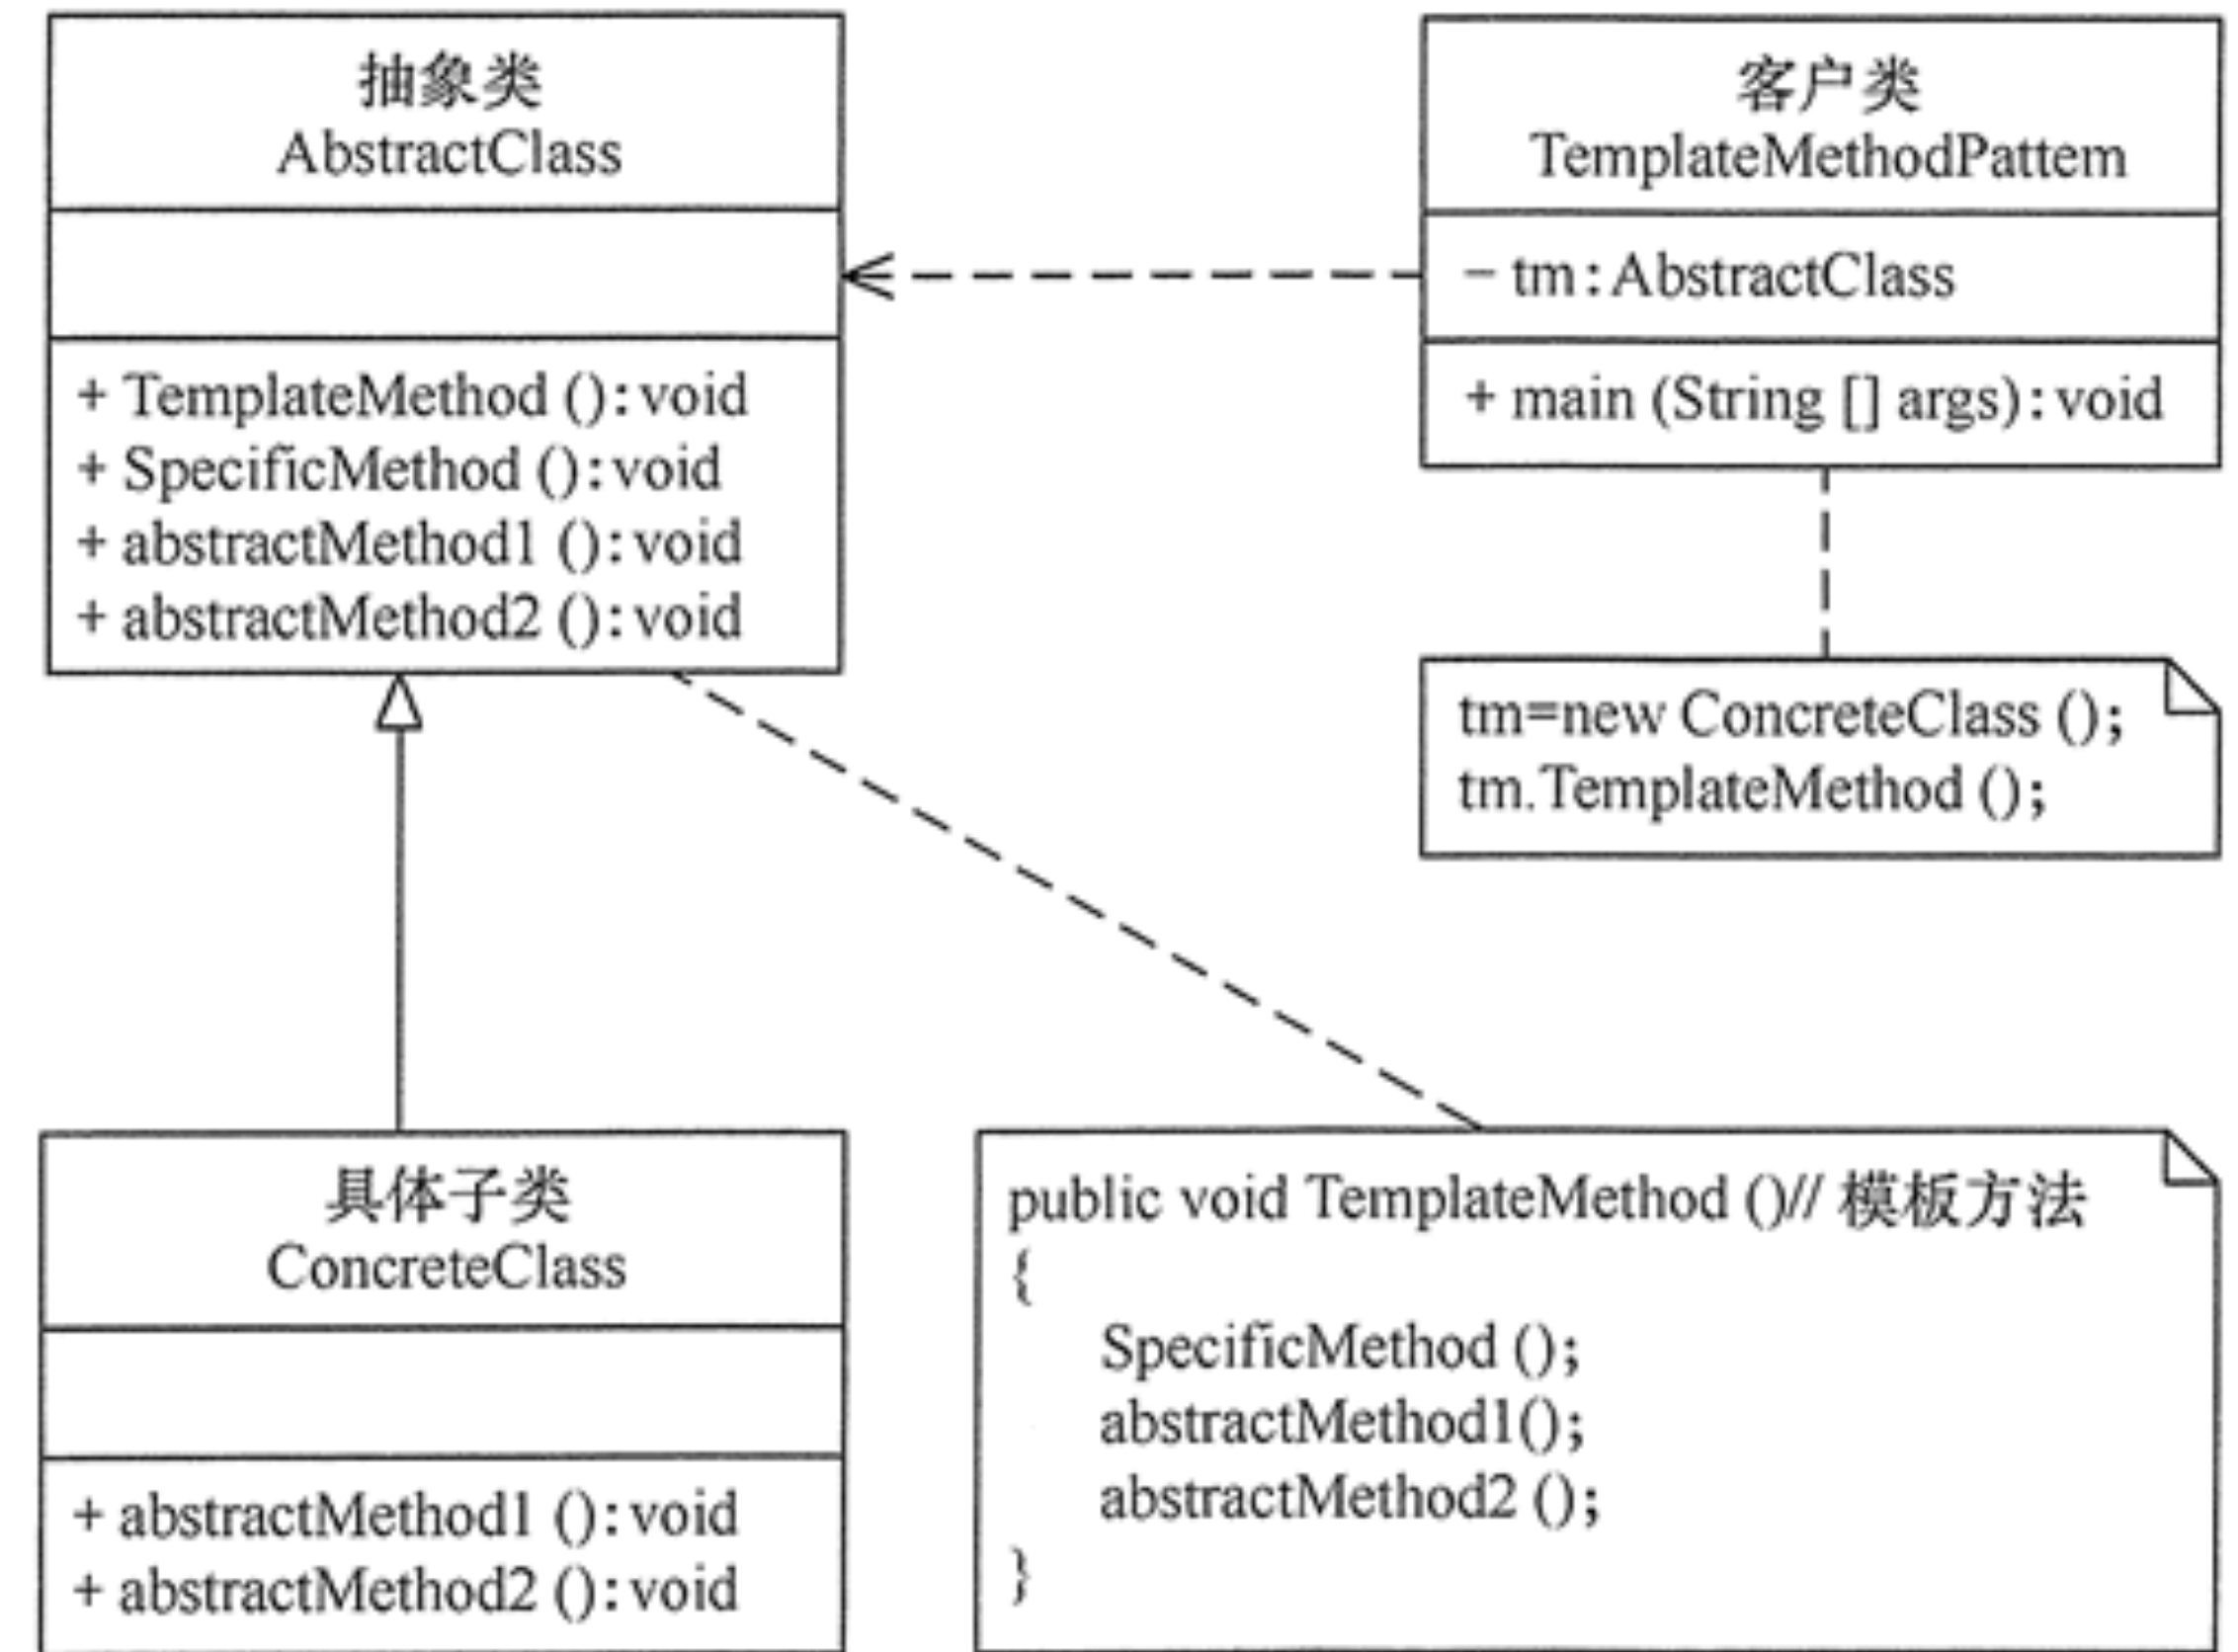 抽象类
AbstractClass
+ TemplateMethod ():void
+ SpecificMethod ():void
+ abstractMethod1 ():void
+ abstractMethod2 ():void
客户类
TemplateMethodPattem
- tm:AbstractClass
+ main (String [] args):void
tm=new ConcreteClass ();
tm.TemplateMethod ();
具体子类
ConcreteClass
+ abstractMethod1 ():void
+ abstractMethod2 ():void
public void TemplateMethod ()// 模板方法
{
SpecificMethod ();
abstractMethod1();
abstractMethod2 ();
}